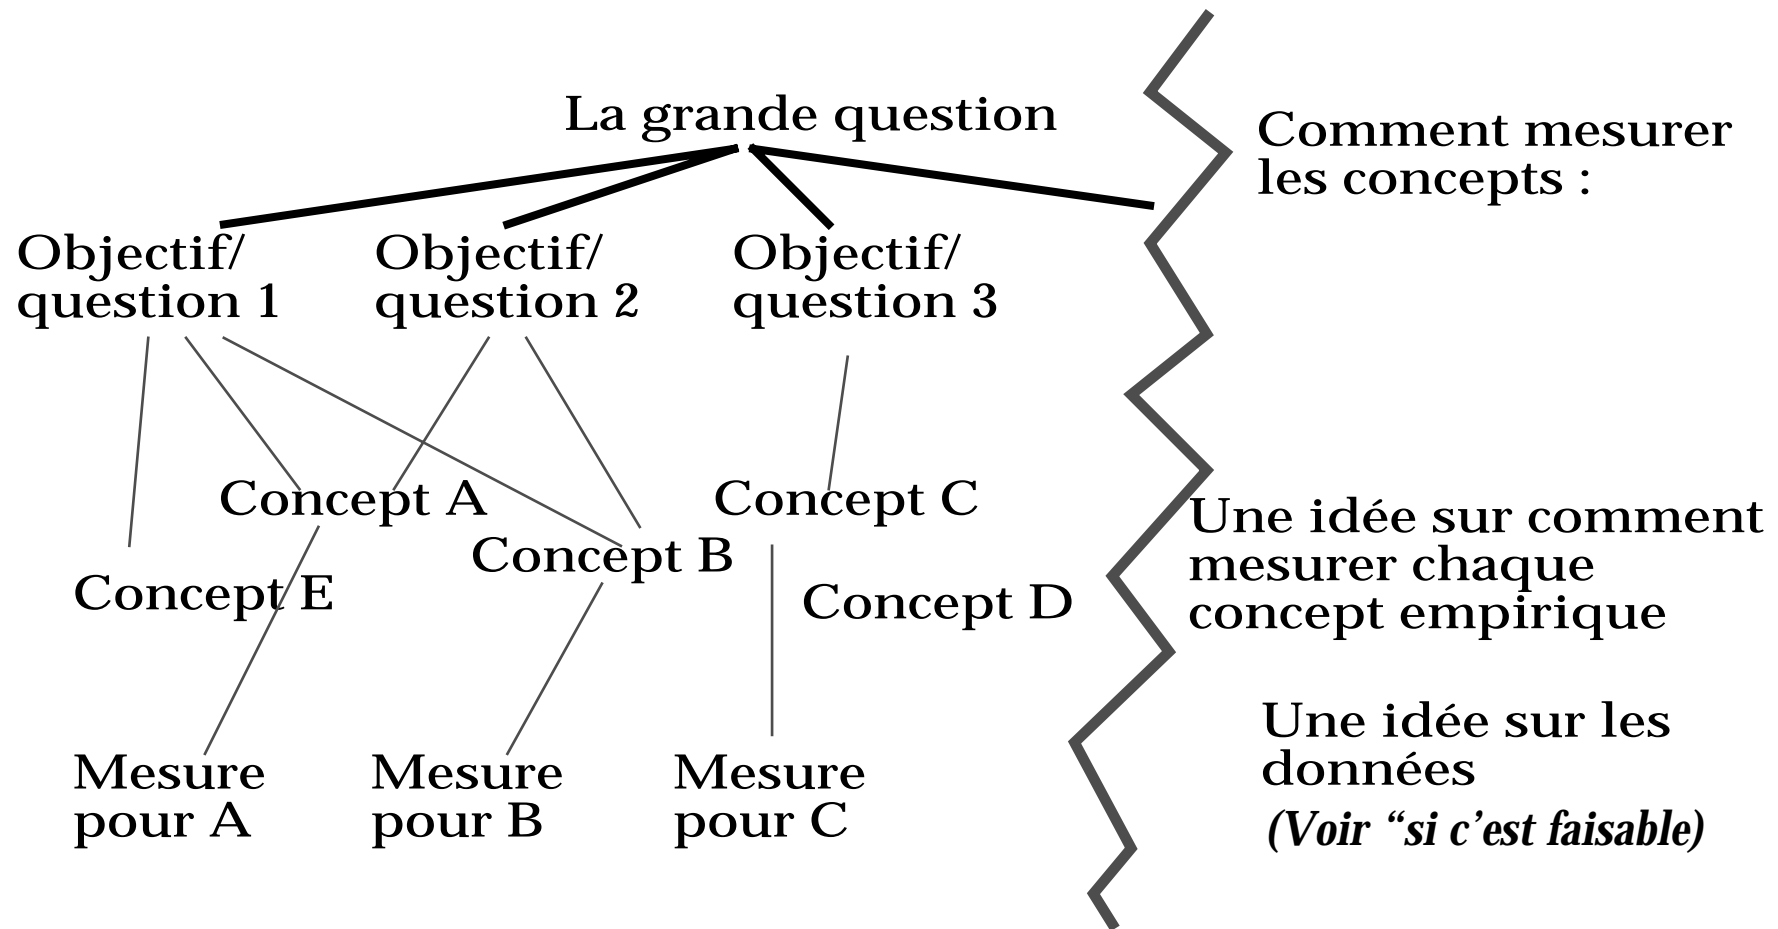 La grande question
Objectif/
question 1
Objectif/
question 2
Objectif/
question 3
Concept A
Concept C
Concept B
Concept E
Concept D
Mesure
pour A
Mesure
pour B
Mesure
pour C
Comment mesurer
les concepts :
Une idée sur comment
mesurer chaque
concept empirique
Une idée sur les
données
(Voir “si c’est faisable)